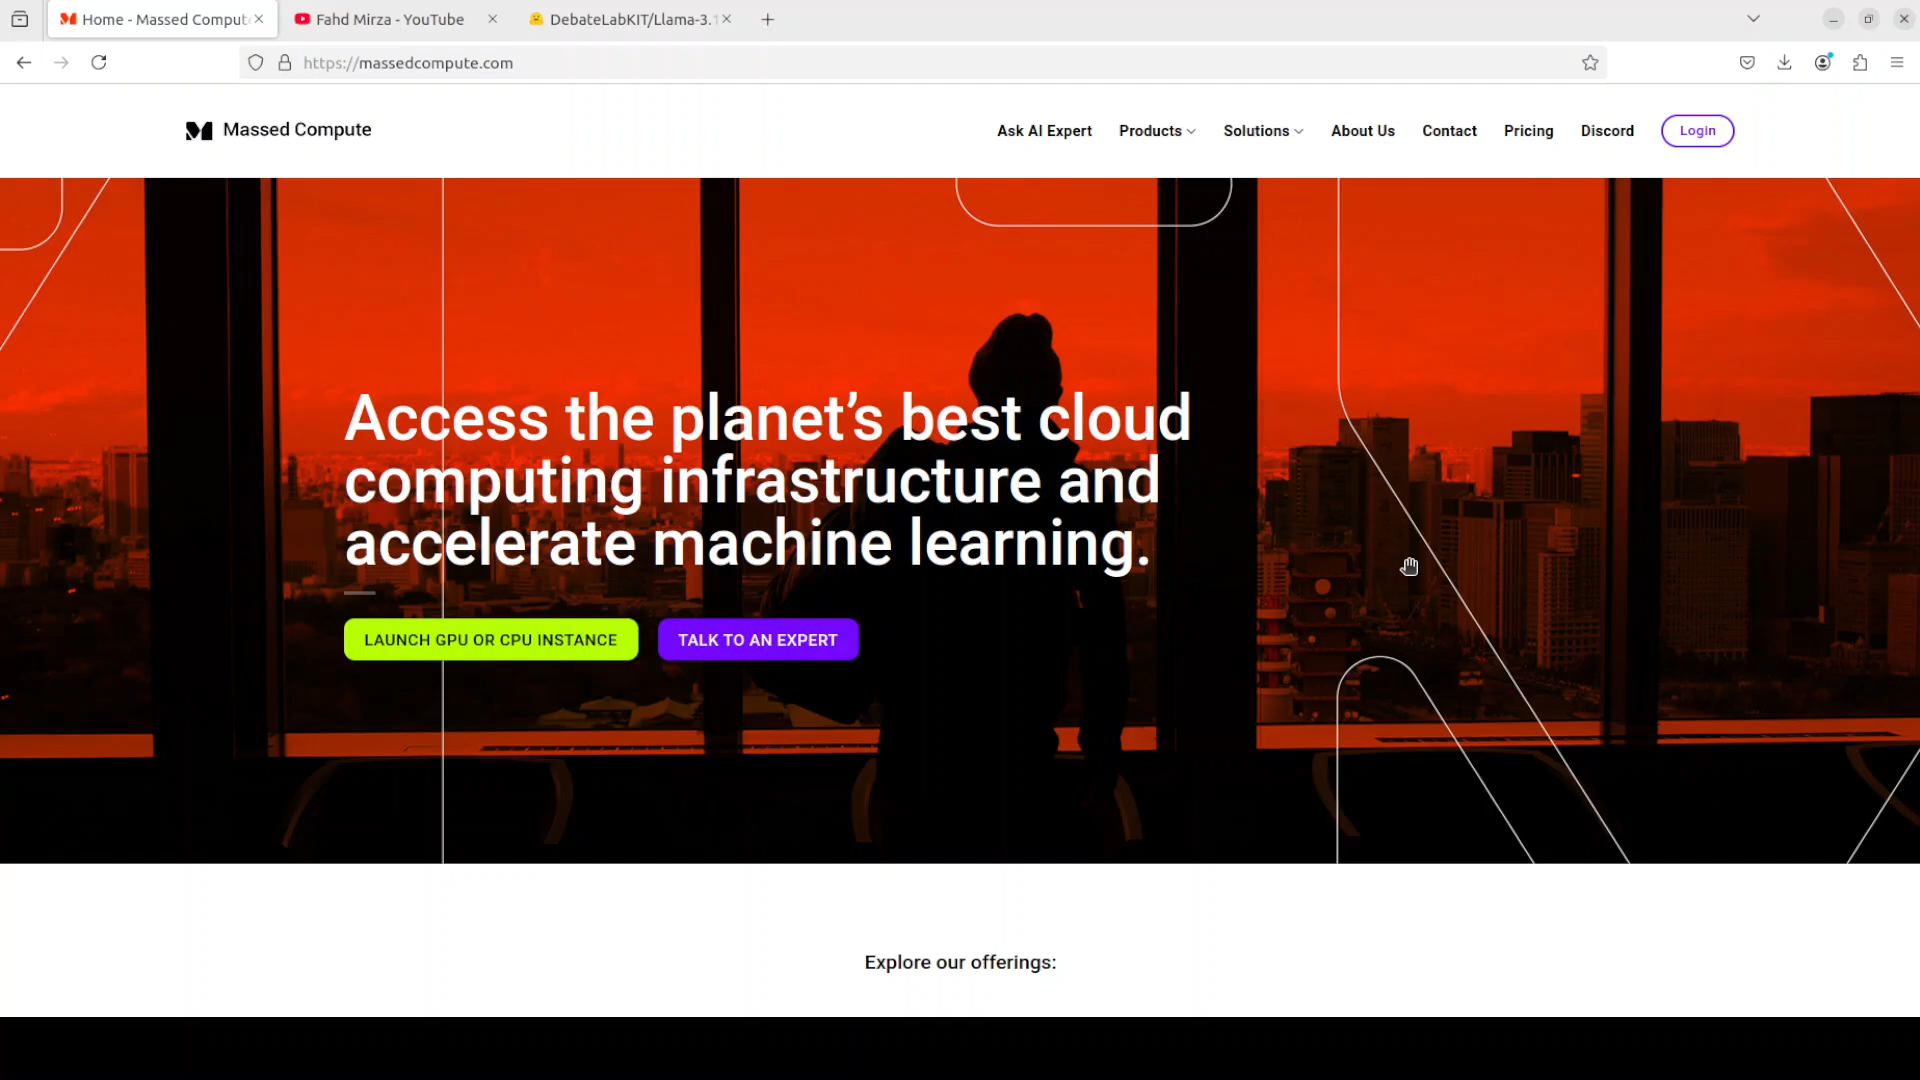 Home - Massed Comput
Fahd Mirza - YouTube
DebateLabKIT/Llama-3.1
https://massedcompute.com
Massed Compute
Ask AI Expert
Products
Solutions
About Us
Contact
Pricing
Discord
Login
Access the planet’s best cloud
computing infrastructure and
accelerate machine learning.
LAUNCH GPU OR CPU INSTANCE
TALK TO AN EXPERT
Explore our offerings: